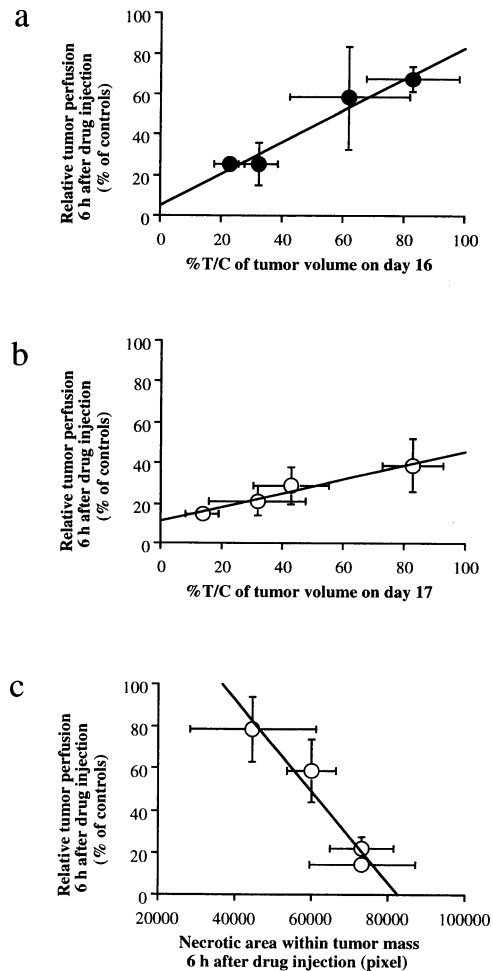 a
Relative tumor perfusion
6 h after drug injection
(% of controls)
100
80
60
40
20
0
0 20 40 60 80 100
%T/C of tumor volume on day 16
b
Relative tumor perfusion
6 h after drug injection
(% of controls)
100
80
60
40
20
0
0 20 40 60 80 100
%T/C of tumor volume on day 17
c
Relative tumor perfusion
6 h after drug injection
(% of controls)
100
80
60
40
20
0
20000 40000 60000 80000 100000
Necrotic area within tumor mass
6 h after drug injection (pixel)